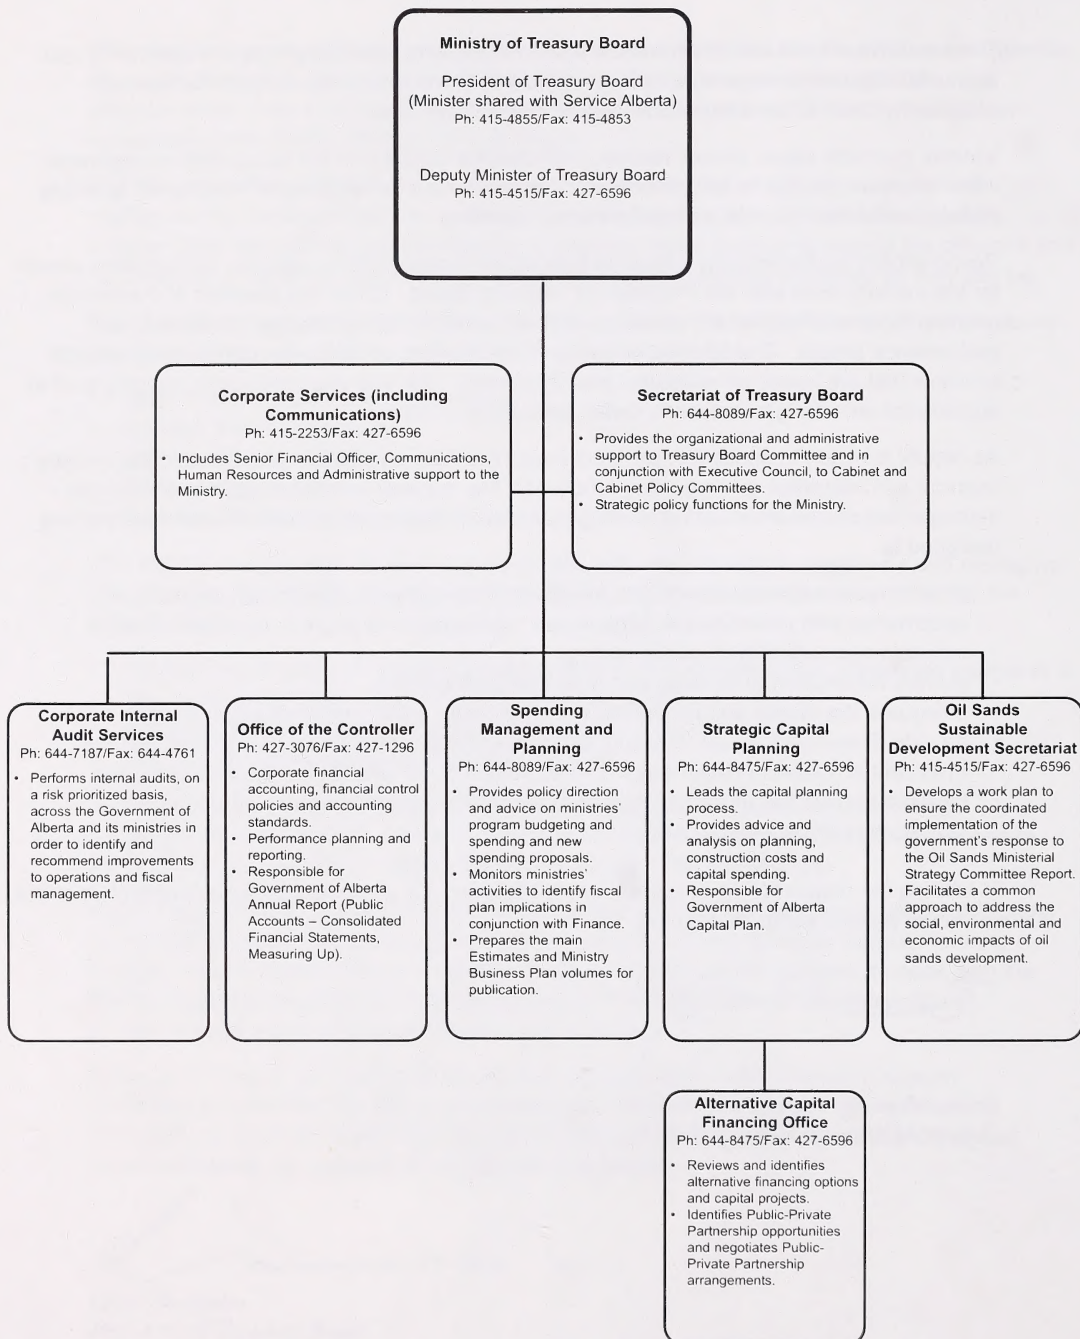 Ministry of Treasury Board
President of Treasury Board
(Minister shared with Service Alberta)
Ph: 415-4855/Fax: 415-4853
Deputy Minister of Treasury Board
Ph: 415-4515/Fax: 427-6596
Corporate Services (including
Communications)
Ph: 415-2253/Fax: 427-6596
• Includes Senior Financial Officer, Communications,
Human Resources and Administrative support to the
Ministry.
Secretariat of Treasury Board
Ph: 644-8089/Fax: 427-6596
• Provides the organizational and administrative
support to Treasury Board Committee and in
conjunction with Executive Council, to Cabinet and
Cabinet Policy Committees.
• Strategic policy functions for the Ministry.
Corporate Internal
Audit Services
Ph: 644-7187/Fax: 644-4761
• Performs internal audits, on
a risk prioritized basis,
across the Government of
Alberta and its ministries in
order to identify and
recommend improvements
to operations and fiscal
management.
Office of the Controller
Ph: 427-3076/Fax: 427-1296
• Corporate financial
accounting, financial control
policies and accounting
standards.
• Performance planning and
reporting.
• Responsible for
Government of Alberta
Annual Report (Public
Accounts – Consolidated
Financial Statements,
Measuring Up).
Spending
Management and
Planning
Ph: 644-8089/Fax: 427-6596
• Provides policy direction
and advice on ministries'
program budgeting and
spending and new
spending proposals.
• Monitors ministries'
activities to identify fiscal
plan implications in
conjunction with Finance.
• Prepares the main
Estimates and Ministry
Business Plan volumes for
publication.
Strategic Capital
Planning
Ph: 644-8475/Fax: 427-6596
• Leads the capital planning
process.
• Provides advice and
analysis on planning,
construction costs and
capital spending.
• Responsible for
Government of Alberta
Capital Plan.
Oil Sands
Sustainable
Development Secretariat
Ph: 415-4515/Fax: 427-6596
• Develops a work plan to
ensure the coordinated
implementation of the
government's response to
the Oil Sands Ministerial
Strategy Committee Report.
• Facilitates a common
approach to address the
social, environmental and
economic impacts of oil
sands development.
Alternative Capital
Financing Office
Ph: 644-8475/Fax: 427-6596
• Reviews and identifies
alternative financing options
and capital projects.
• Identifies Public-Private
Partnership opportunities
and negotiates Public-
Private Partnership
arrangements.